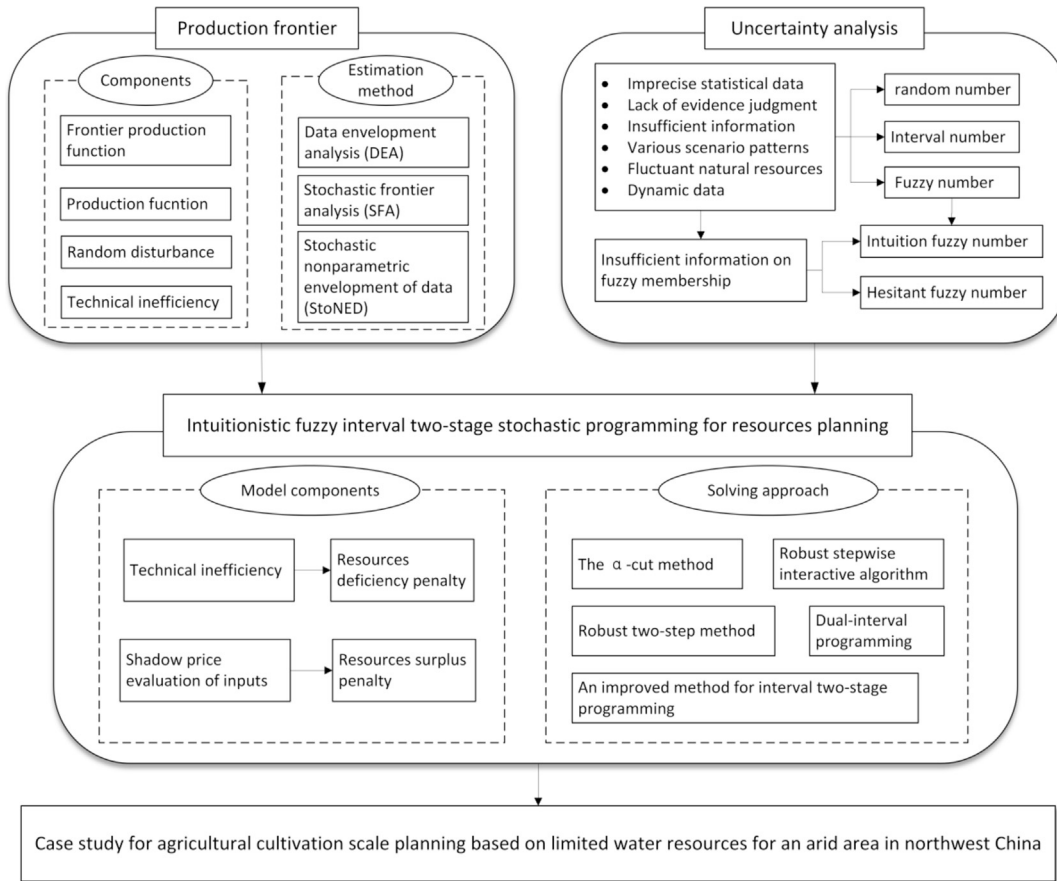 Production frontier
Components
Frontier production
function
Production fucntion
Random disturbance
Technical inefficiency
Estimation
method
Data envelopment
analysis (DEA)
Stochastic frontier
analysis (SFA)
Stochastic
nonparametric
envelopment of data
(StoNED)
Uncertainty analysis
• Imprecise statistical data
• Lack of evidence judgment
• Insufficient information
• Various scenario patterns
• Fluctuant natural resources
• Dynamic data
random number
Interval number
Fuzzy number
Insufficient information on
fuzzy membership
Intuition fuzzy number
Hesitant fuzzy number
Intuitionistic fuzzy interval two-stage stochastic programming for resources planning
Model components
Technical inefficiency
Resources
deficiency penalty
Shadow price
evaluation of inputs
Resources surplus
penalty
Solving approach
The α-cut method
Robust stepwise
interactive algorithm
Robust two-step method
Dual-interval
programming
An improved method for interval two-stage
programming
Case study for agricultural cultivation scale planning based on limited water resources for an arid area in northwest China